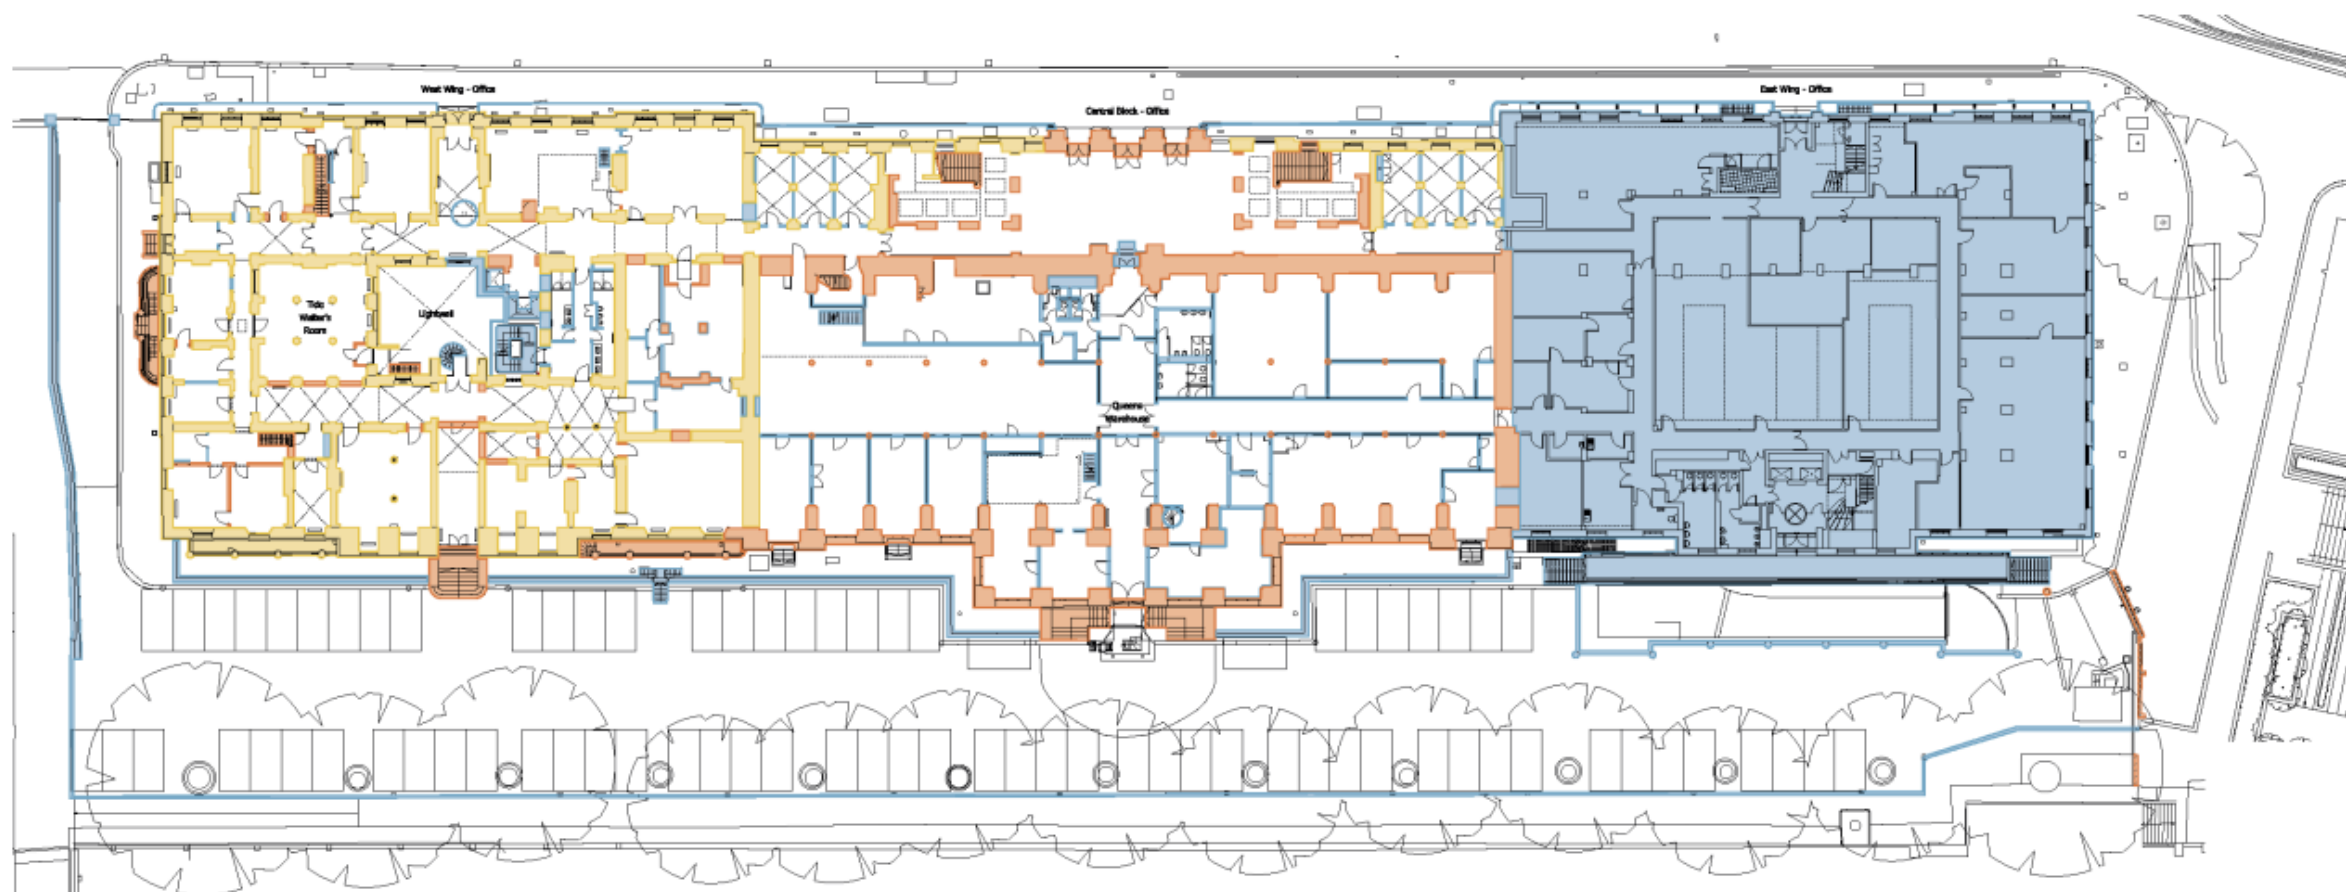 West Wing - Office
Central Block - Office
East Wing - Office
Tide
Waiter's
Room
Lightwell
Queens
Warehouse